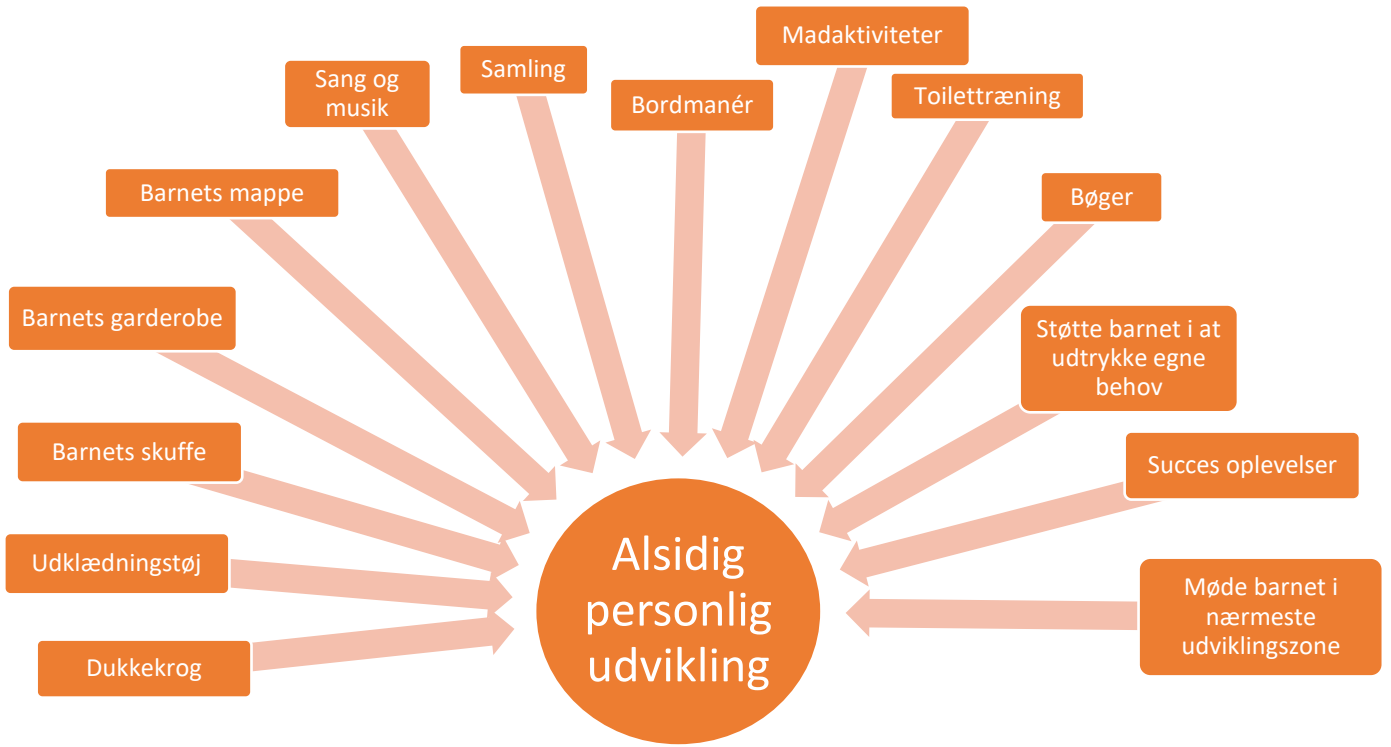 Madaktiviteter
Samling
Sang og
musik
Bordmanér
Toilettræning
Barnets mappe
Bøger
Barnets garderobe
Støtte barnet i at
udtrykke egne
behov
Barnets skuffe
Succes oplevelser
Udklædningstøj
Møde barnet i
nærmeste
udviklingszone
Dukkekrog
Alsidig
personlig
udvikling